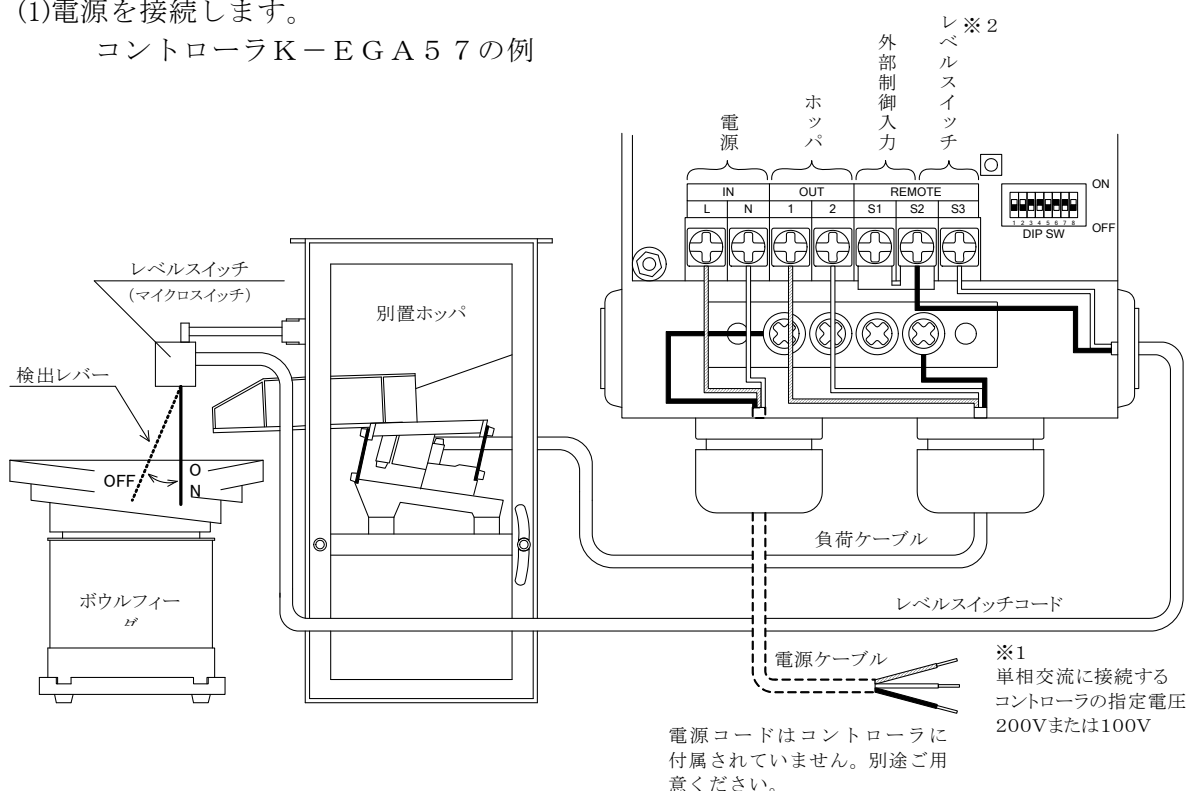 (1)電源を接続します。
コントローラK－EGA５７の例
電源
ホッパ
外部制御入力
レベルスイッチ
※2
IN
OUT
REMOTE
L
N
1
2
S1
S2
S3
ON
OFF
1 2 3 4 5 6 7 8
DIP SW
レベルスイッチ
(マイクロスイッチ)
別置ホッパ
検出レバー
OFF
O
N
ボウルフィー
ダ
負荷ケーブル
レベルスイッチコード
電源ケーブル
※1
単相交流に接続する
コントローラの指定電圧
200Vまたは100V
電源コードはコントローラに
付属されていません。別途ご用
意ください。